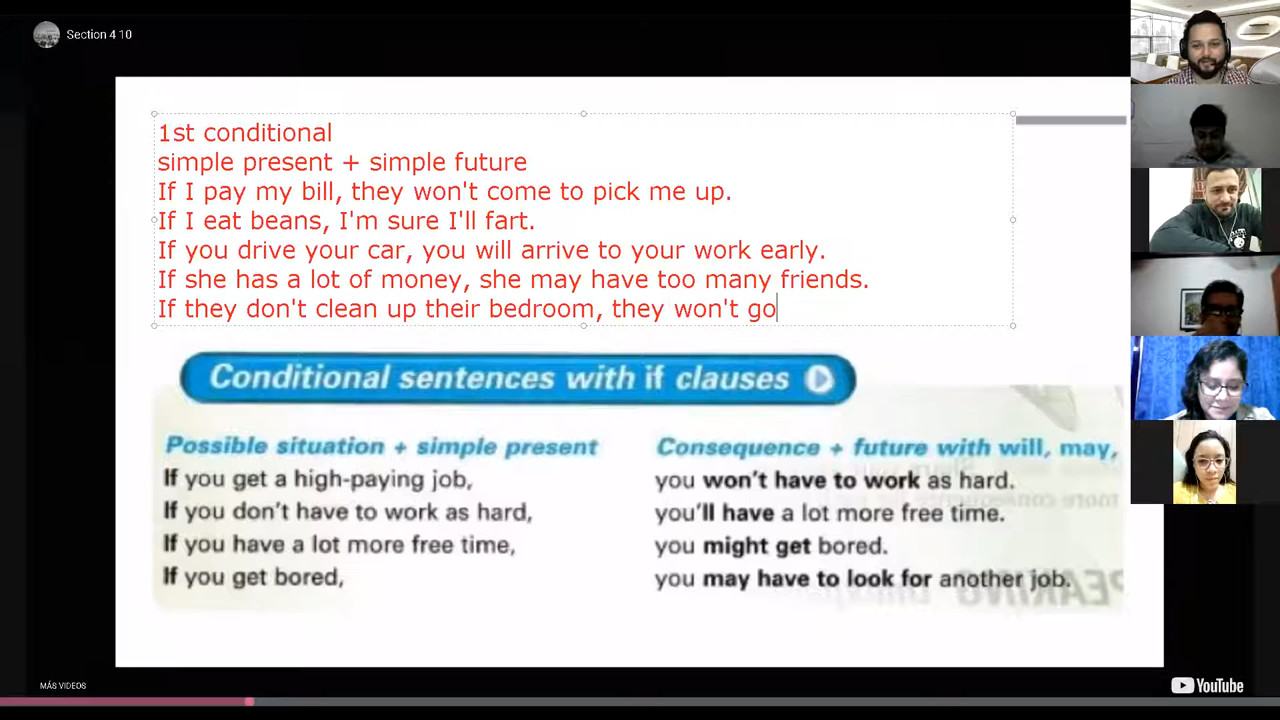 Section 4 10
1st conditional
simple present + simple future
If I pay my bill, they won't come to pick me up.
If I eat beans, I'm sure I'll fart.
If you drive your car, you will arrive to your work early.
If she has a lot of money, she may have too many friends.
If they don't clean up their bedroom, they won't go
Conditional sentences with if clauses
Possible situation + simple present
If you get a high-paying job,
If you don't have to work as hard,
If you have a lot more free time,
If you get bored,
Consequence + future with will, may,
you won't have to work as hard.
you'll have a lot more free time.
you might get bored.
you may have to look for another job.
MÁS VIDEOS
YouTube